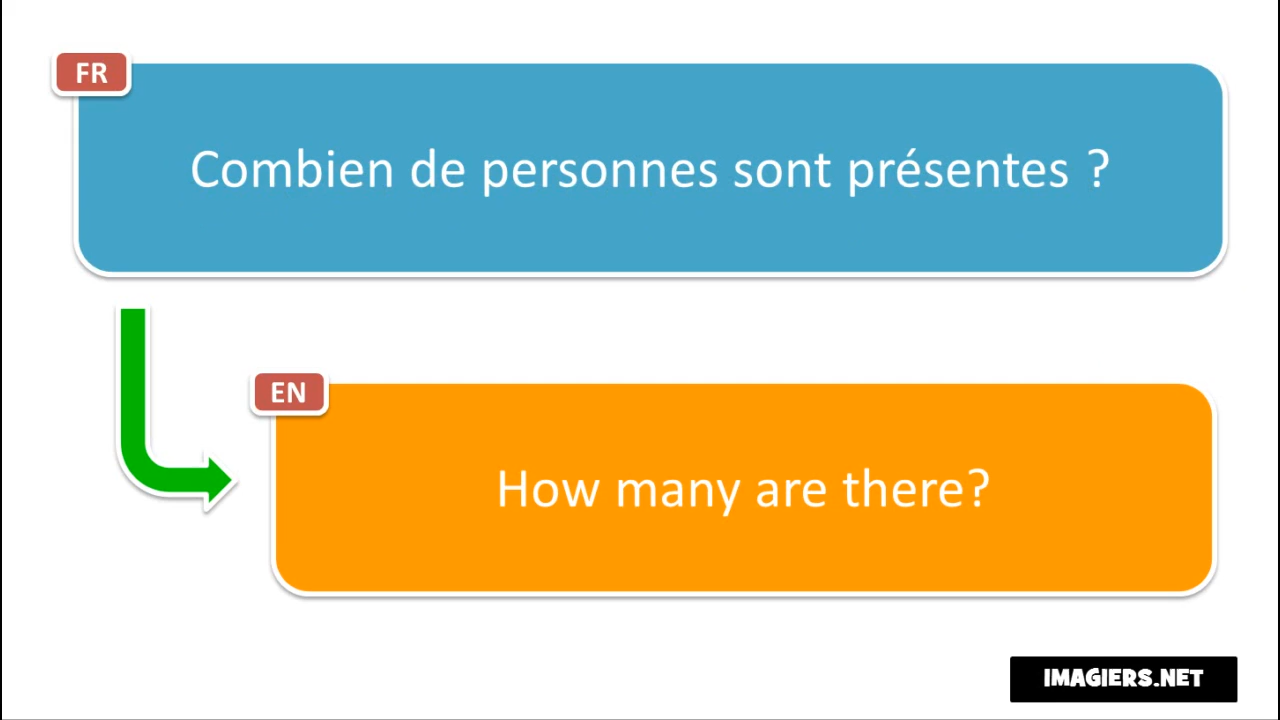 FR
Combien de personnes sont présentes ?
EN
How many are there?
IMAGIERS.NET